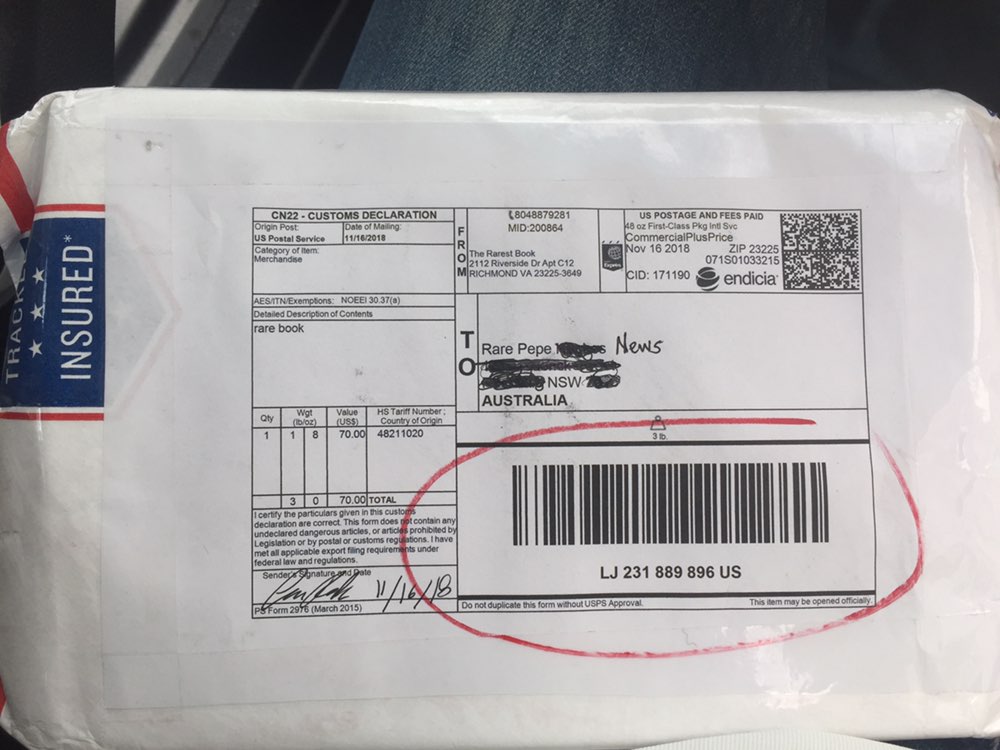 TRACKED
INSURED*
CN22 - CUSTOMS DECLARATION
Origin Post:
US Postal Service
Date of Mailing:
11/16/2018
Category of Item:
Merchandise
AES/ITN/Exemptions: NOEEI 30.37(a)
Detailed Description of Contents
rare book
Qty
Wgt
(lb/oz)
Value
(US$)
HS Tariff Number ;
Country of Origin
1 1 8 70.00 48211020
3 0 70.00 TOTAL
I certify the particulars given in this customs
declaration are correct. This form does not contain any
undeclared dangerous articles, or articles prohibited by
Legislation or by postal or customs regulations. I have
met all applicable export filing requirements under
federal law and regulations.
Sender's Signature and Date
11/16/18
PS Form 2976 (March 2015)
FROM
8048879281
MID:200864
The Rarest Book
2112 Riverside Dr Apt C12
RICHMOND VA 23225-3649
US POSTAGE AND FEES PAID
48 oz First-Class Pkg Intl Svc
CommercialPlusPrice
Nov 16 2018 ZIP 23225
071S01033215
CID: 171190 endicia
TO
Rare Pepe News
NSW
AUSTRALIA
3 lb.
LJ 231 889 896 US
Do not duplicate this form without USPS Approval.
This item may be opened officially.